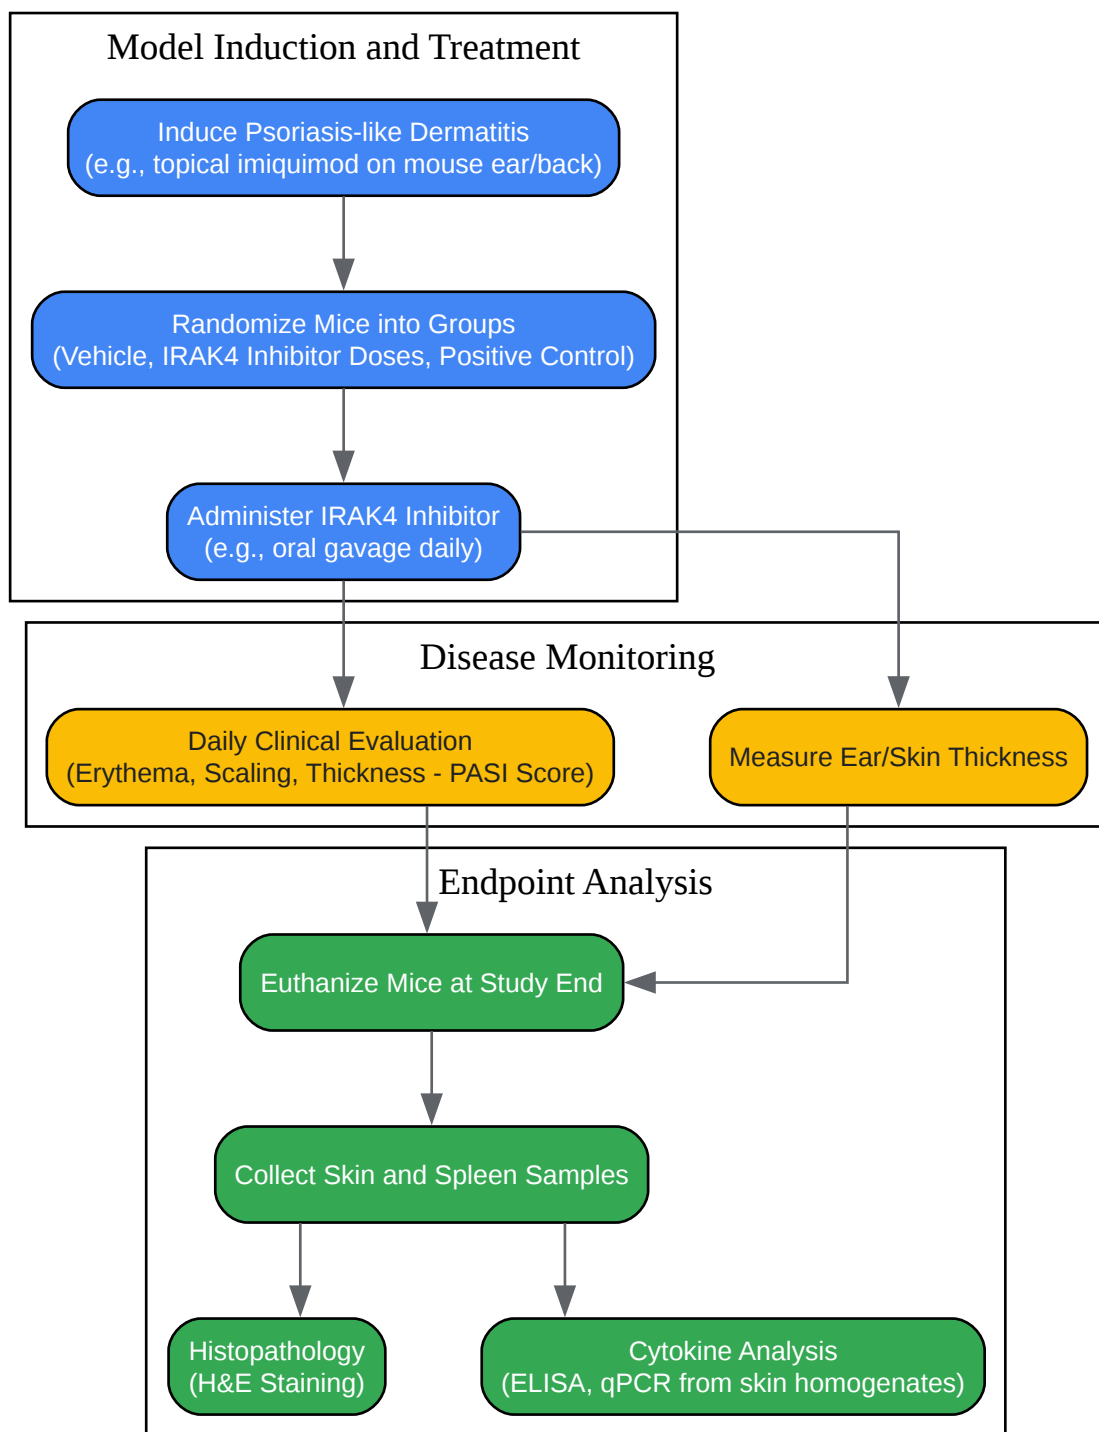 Model Induction and Treatment
Induce Psoriasis-like Dermatitis
(e.g., topical imiquimod on mouse ear/back)
Randomize Mice into Groups
(Vehicle, IRAK4 Inhibitor Doses, Positive Control)
Administer IRAK4 Inhibitor
(e.g., oral gavage daily)
Disease Monitoring
Daily Clinical Evaluation
(Erythema, Scaling, Thickness - PASI Score)
Measure Ear/Skin Thickness
Endpoint Analysis
Euthanize Mice at Study End
Collect Skin and Spleen Samples
Histopathology
(H&E Staining)
Cytokine Analysis
(ELISA, qPCR from skin homogenates)